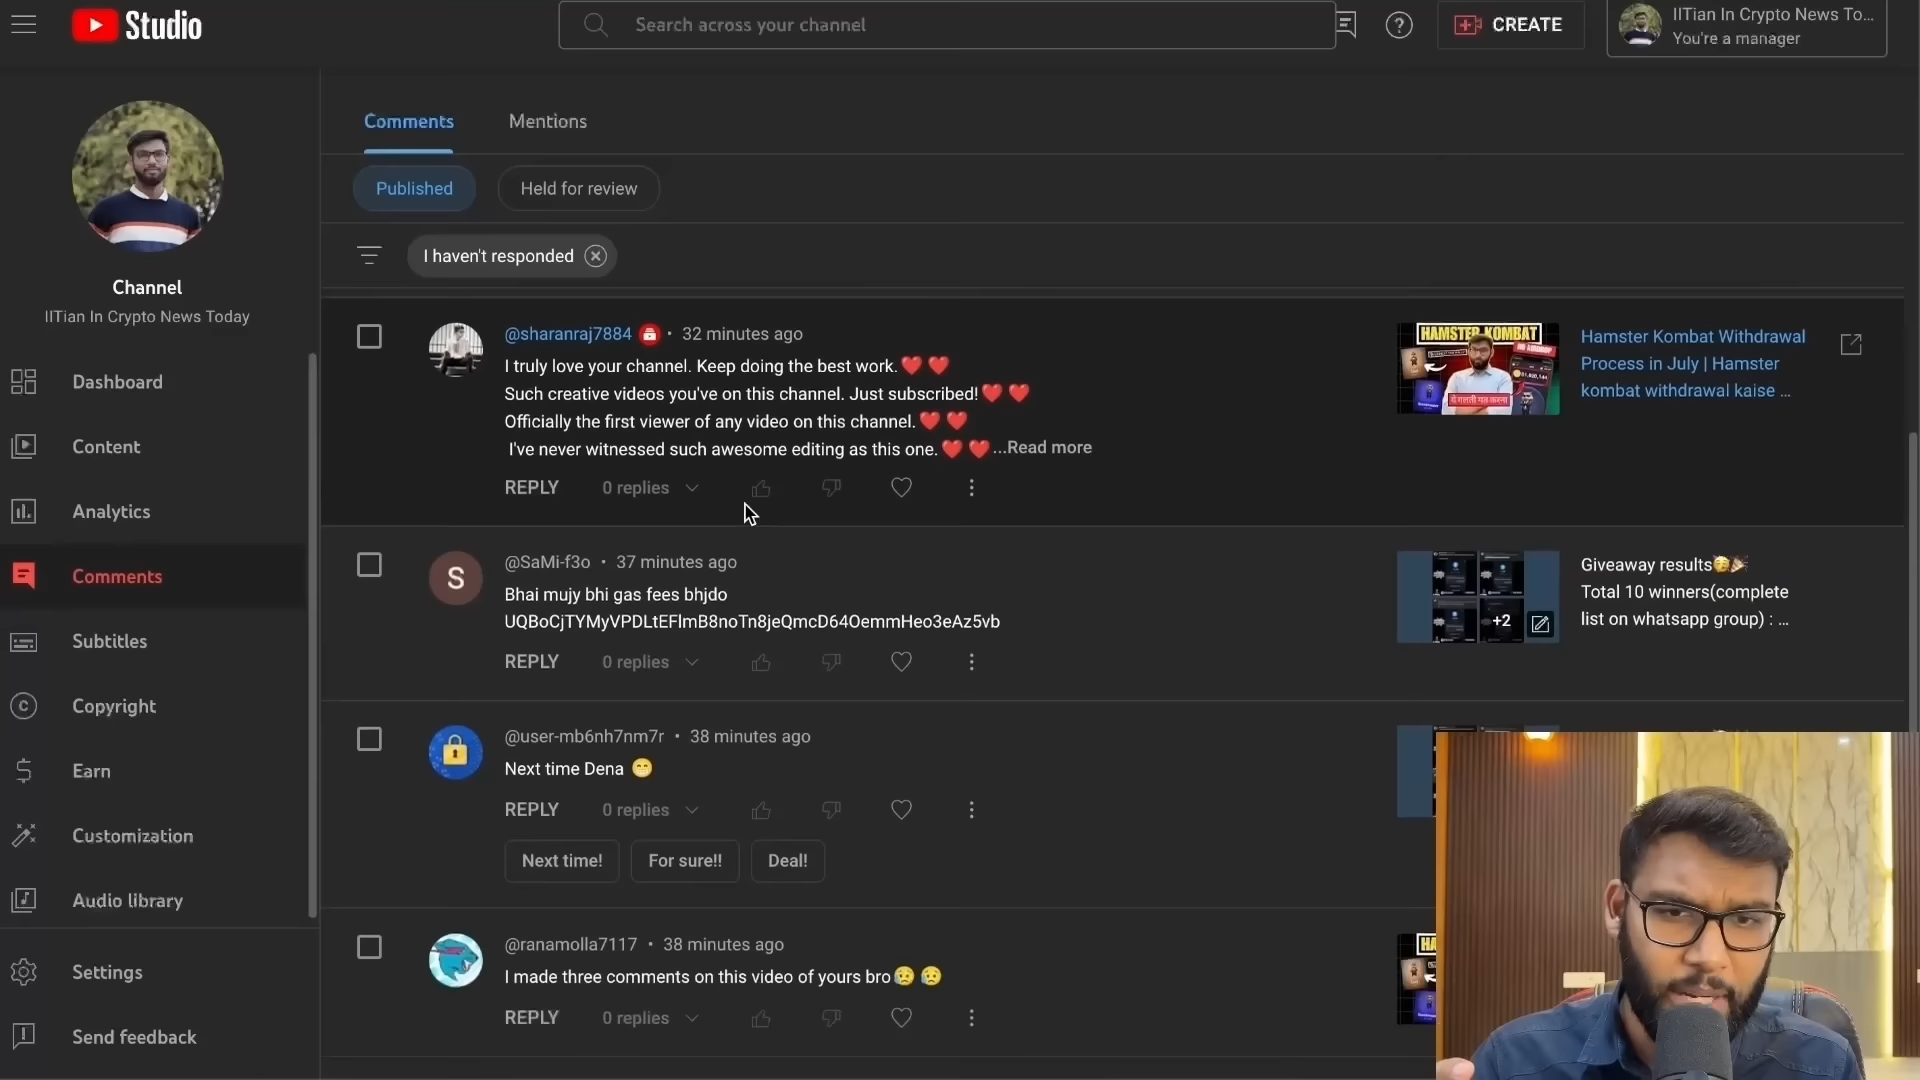 Studio
Search across your channel
CREATE
IITian In Crypto News To...
You're a manager
Channel
IITian In Crypto News Today
Dashboard
Content
Analytics
Comments
Subtitles
Copyright
Earn
Customization
Audio library
Settings
Send feedback
Comments
Mentions
Published
Held for review
I haven't responded
@sharanraj7884 • 32 minutes ago
I truly love your channel. Keep doing the best work.❤️ ❤️
Such creative videos you've on this channel. Just subscribed!❤️ ❤️
Officially the first viewer of any video on this channel.❤️ ❤️
I've never witnessed such awesome editing as this one.❤️ ❤️ ...Read more
REPLY
0 replies
HAMSTER KOMBAT
Hamster Kombat Withdrawal
Process in July | Hamster
kombat withdrawal kaise ...
S
@SaMi-f3o • 37 minutes ago
Bhai mujy bhi gas fees bhjdo
UQBoCjTYMyVPDLtEFlmB8noTn8jeQmcD64OemmHeo3eAz5vb
REPLY
0 replies
+2
Giveaway results🥳🎉
Total 10 winners(complete
list on whatsapp group) : ...
@user-mb6nh7nm7r • 38 minutes ago
Next time Dena 😁
REPLY
0 replies
Next time!
For sure!!
Deal!
@ranamolla7117 • 38 minutes ago
I made three comments on this video of yours bro😥 😥
REPLY
0 replies
HA